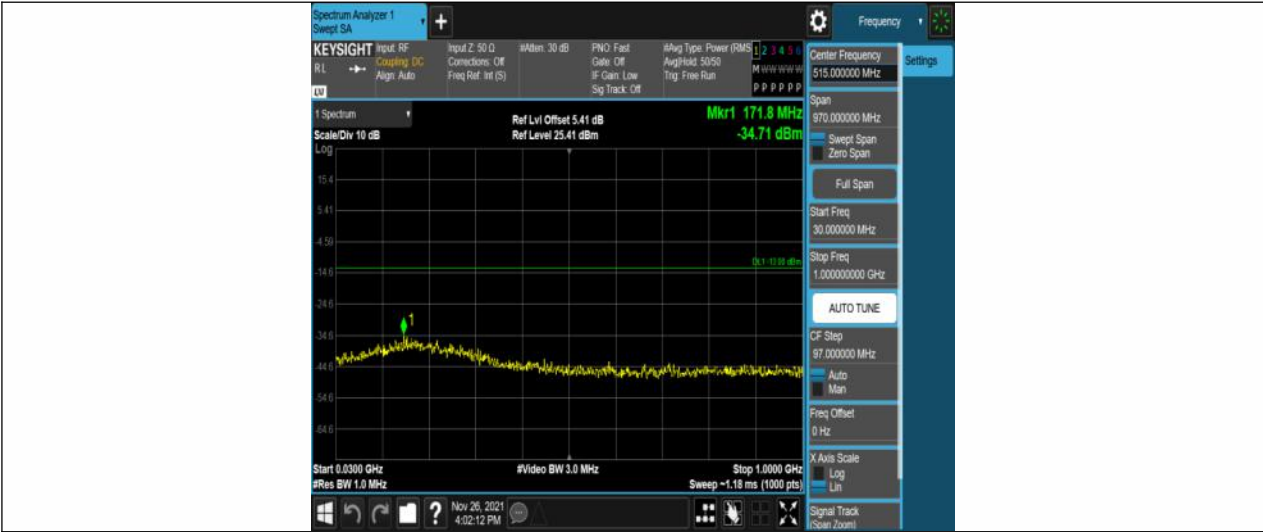 Spectrum Analyzer 1
Swept SA
+
Frequency
KEYSIGHT
Input: RF
Coupling: DC
Align: Auto
RL
Input Z: 50 Ω
Corrections: Off
Freq Ref: Int (S)
#Atten: 30 dB
PNO: Fast
Gate: Off
IF Gain: Low
Sig Track: Off
#Avg Type: Power (RMS
Avg|Hold: 50/50
Trig: Free Run
1 2 3 4 5 6
M W W W W W
P P P P P P
Center Frequency
515.000000 MHz
Settings
1 Spectrum
Scale/Div 10 dB
Log
Ref Lvl Offset 5.41 dB
Ref Level 25.41 dBm
Mkr1 171.8 MHz
-34.71 dBm
Span
970.000000 MHz
Swept Span
Zero Span
Full Span
Start Freq
30.000000 MHz
Stop Freq
1.000000000 GHz
AUTO TUNE
CF Step
97.000000 MHz
Auto
Man
Freq Offset
0 Hz
X Axis Scale
Log
Lin
Signal Track
(Span Zoom)
15.4
5.41
-4.59
DL1 -13.00 dBm
-14.6
-24.6
1
-34.6
-44.6
-54.6
-64.6
Start 0.0300 GHz
#Video BW 3.0 MHz
Stop 1.0000 GHz
#Res BW 1.0 MHz
Sweep ~1.18 ms (1000 pts)
?
Nov 26, 2021
4:02:12 PM